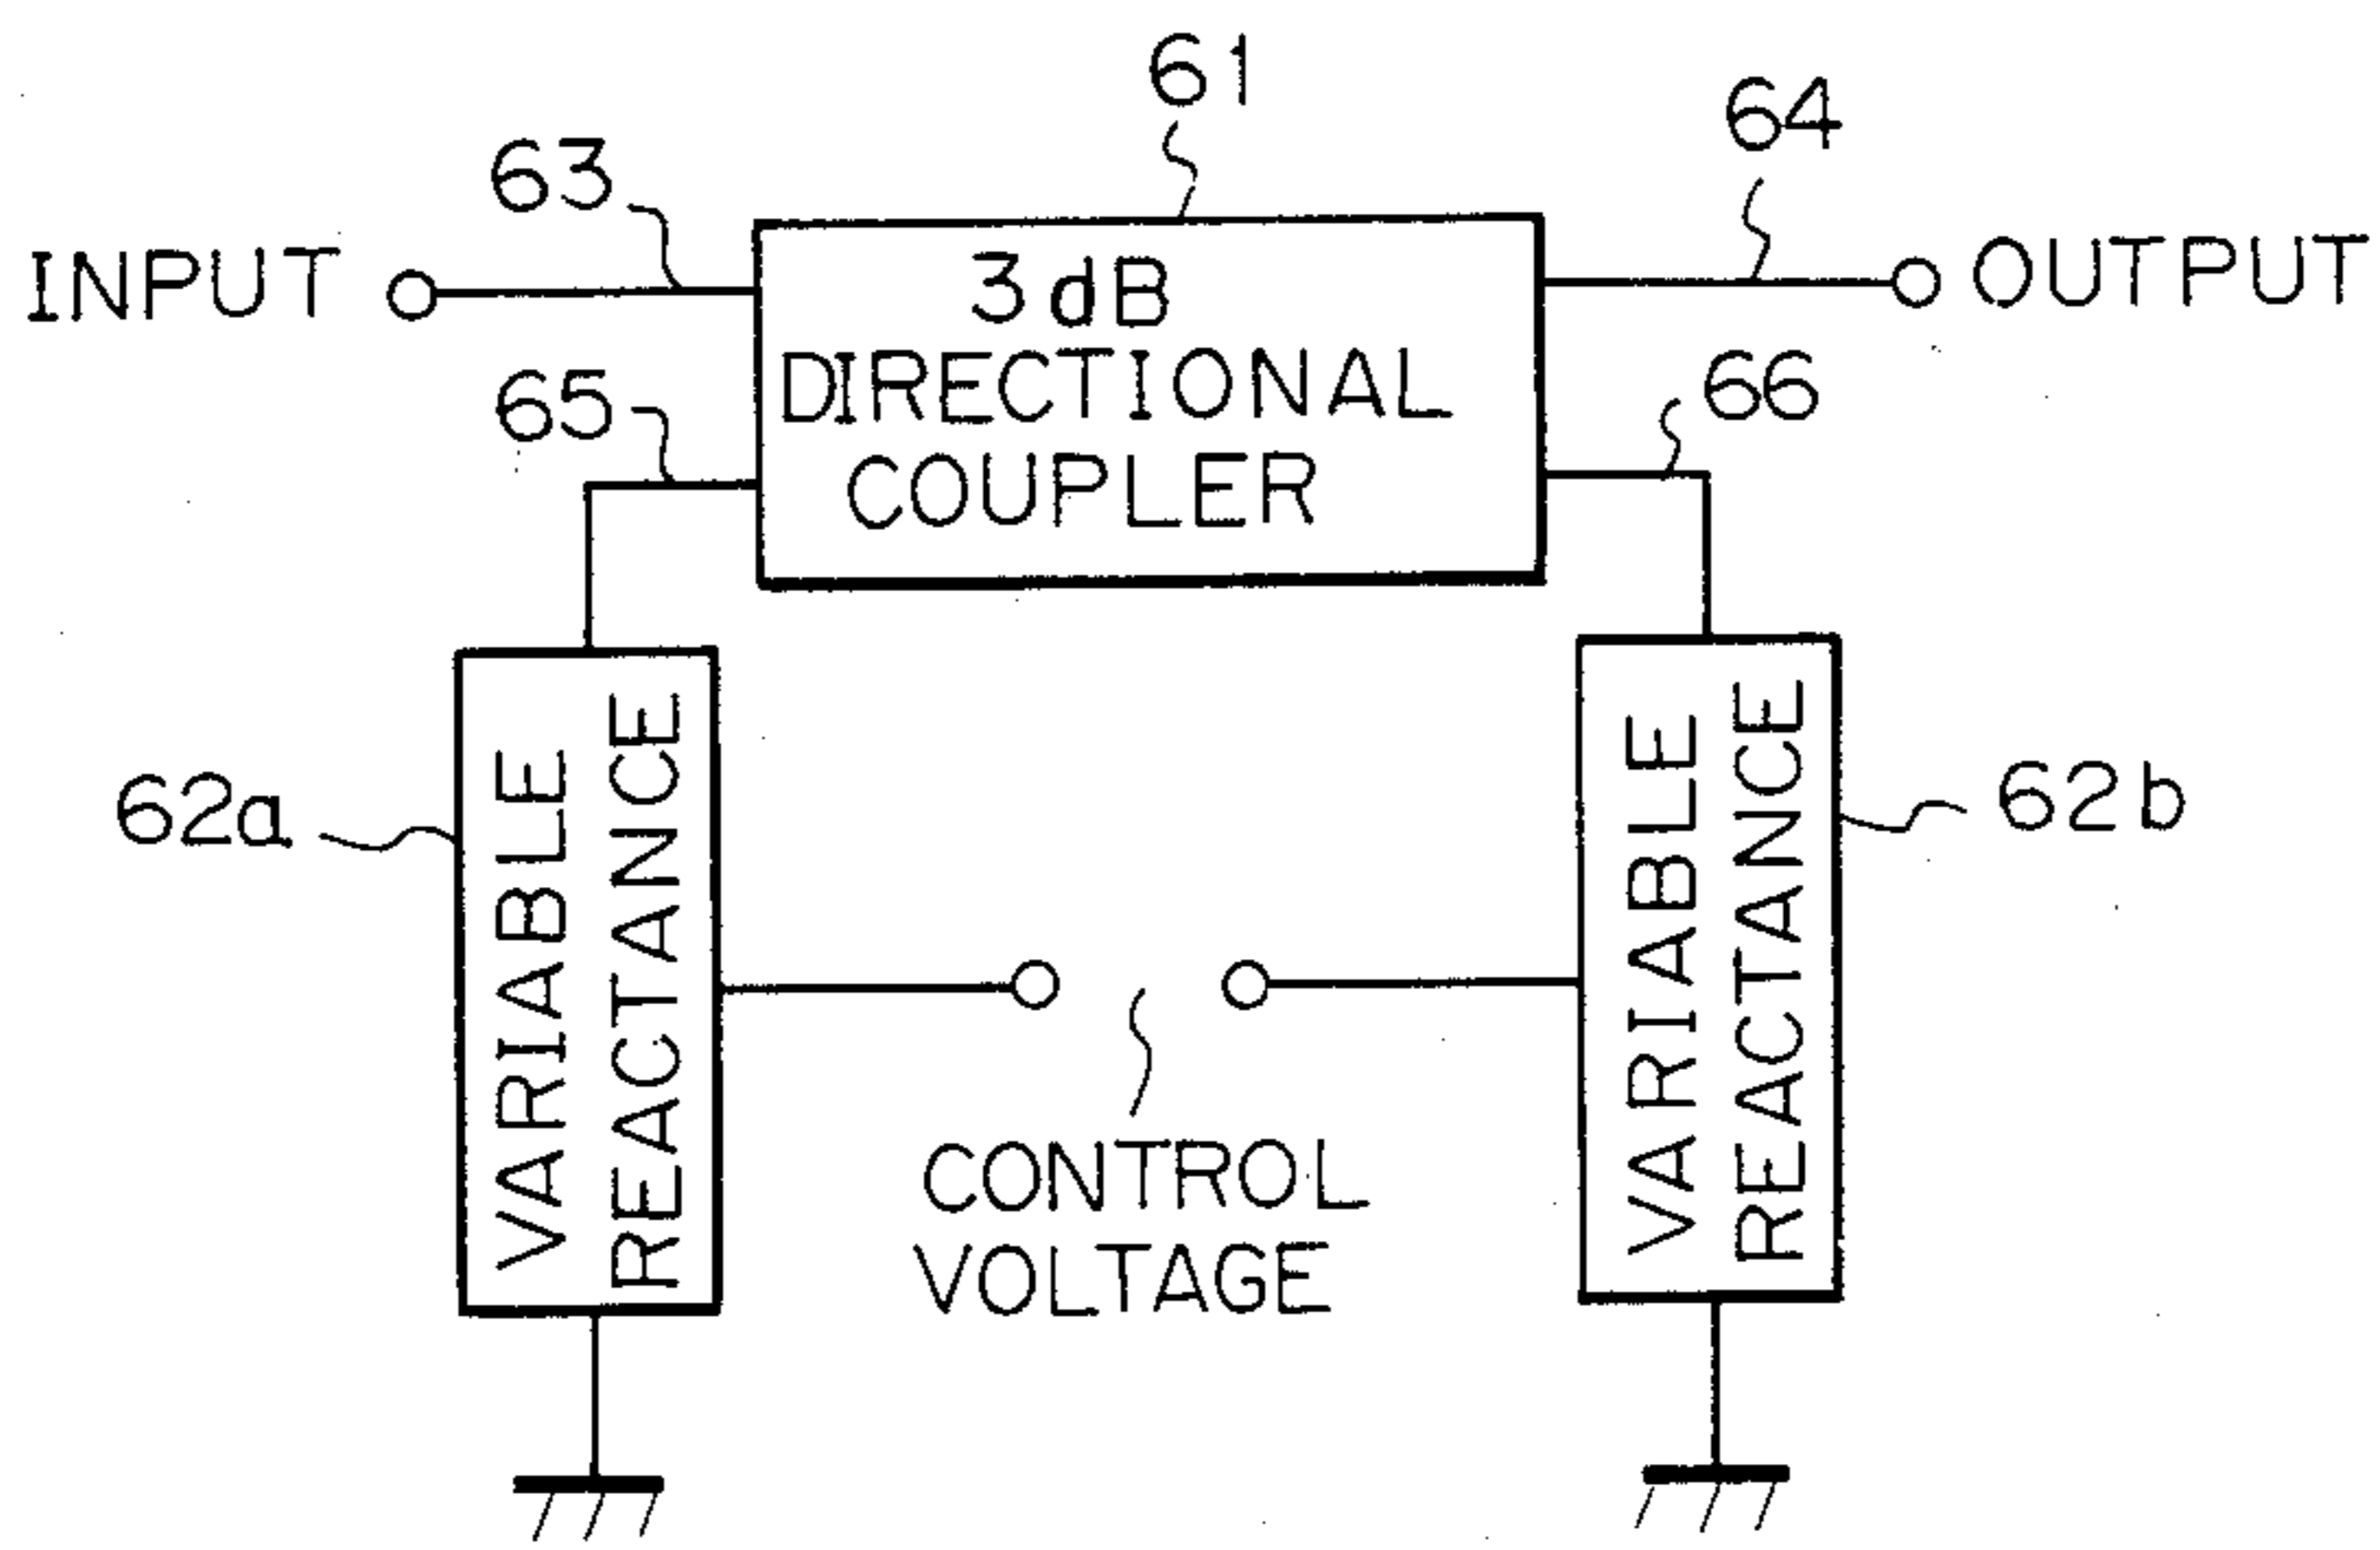 61
64
63
INPUT
3dB
OUTPUT
DIRECTIONAL
66
65
COUPLER
62a
VARIABLE
REACTANCE
VARIABLE
REACTANCE
62b
CONTROL
VOLTAGE